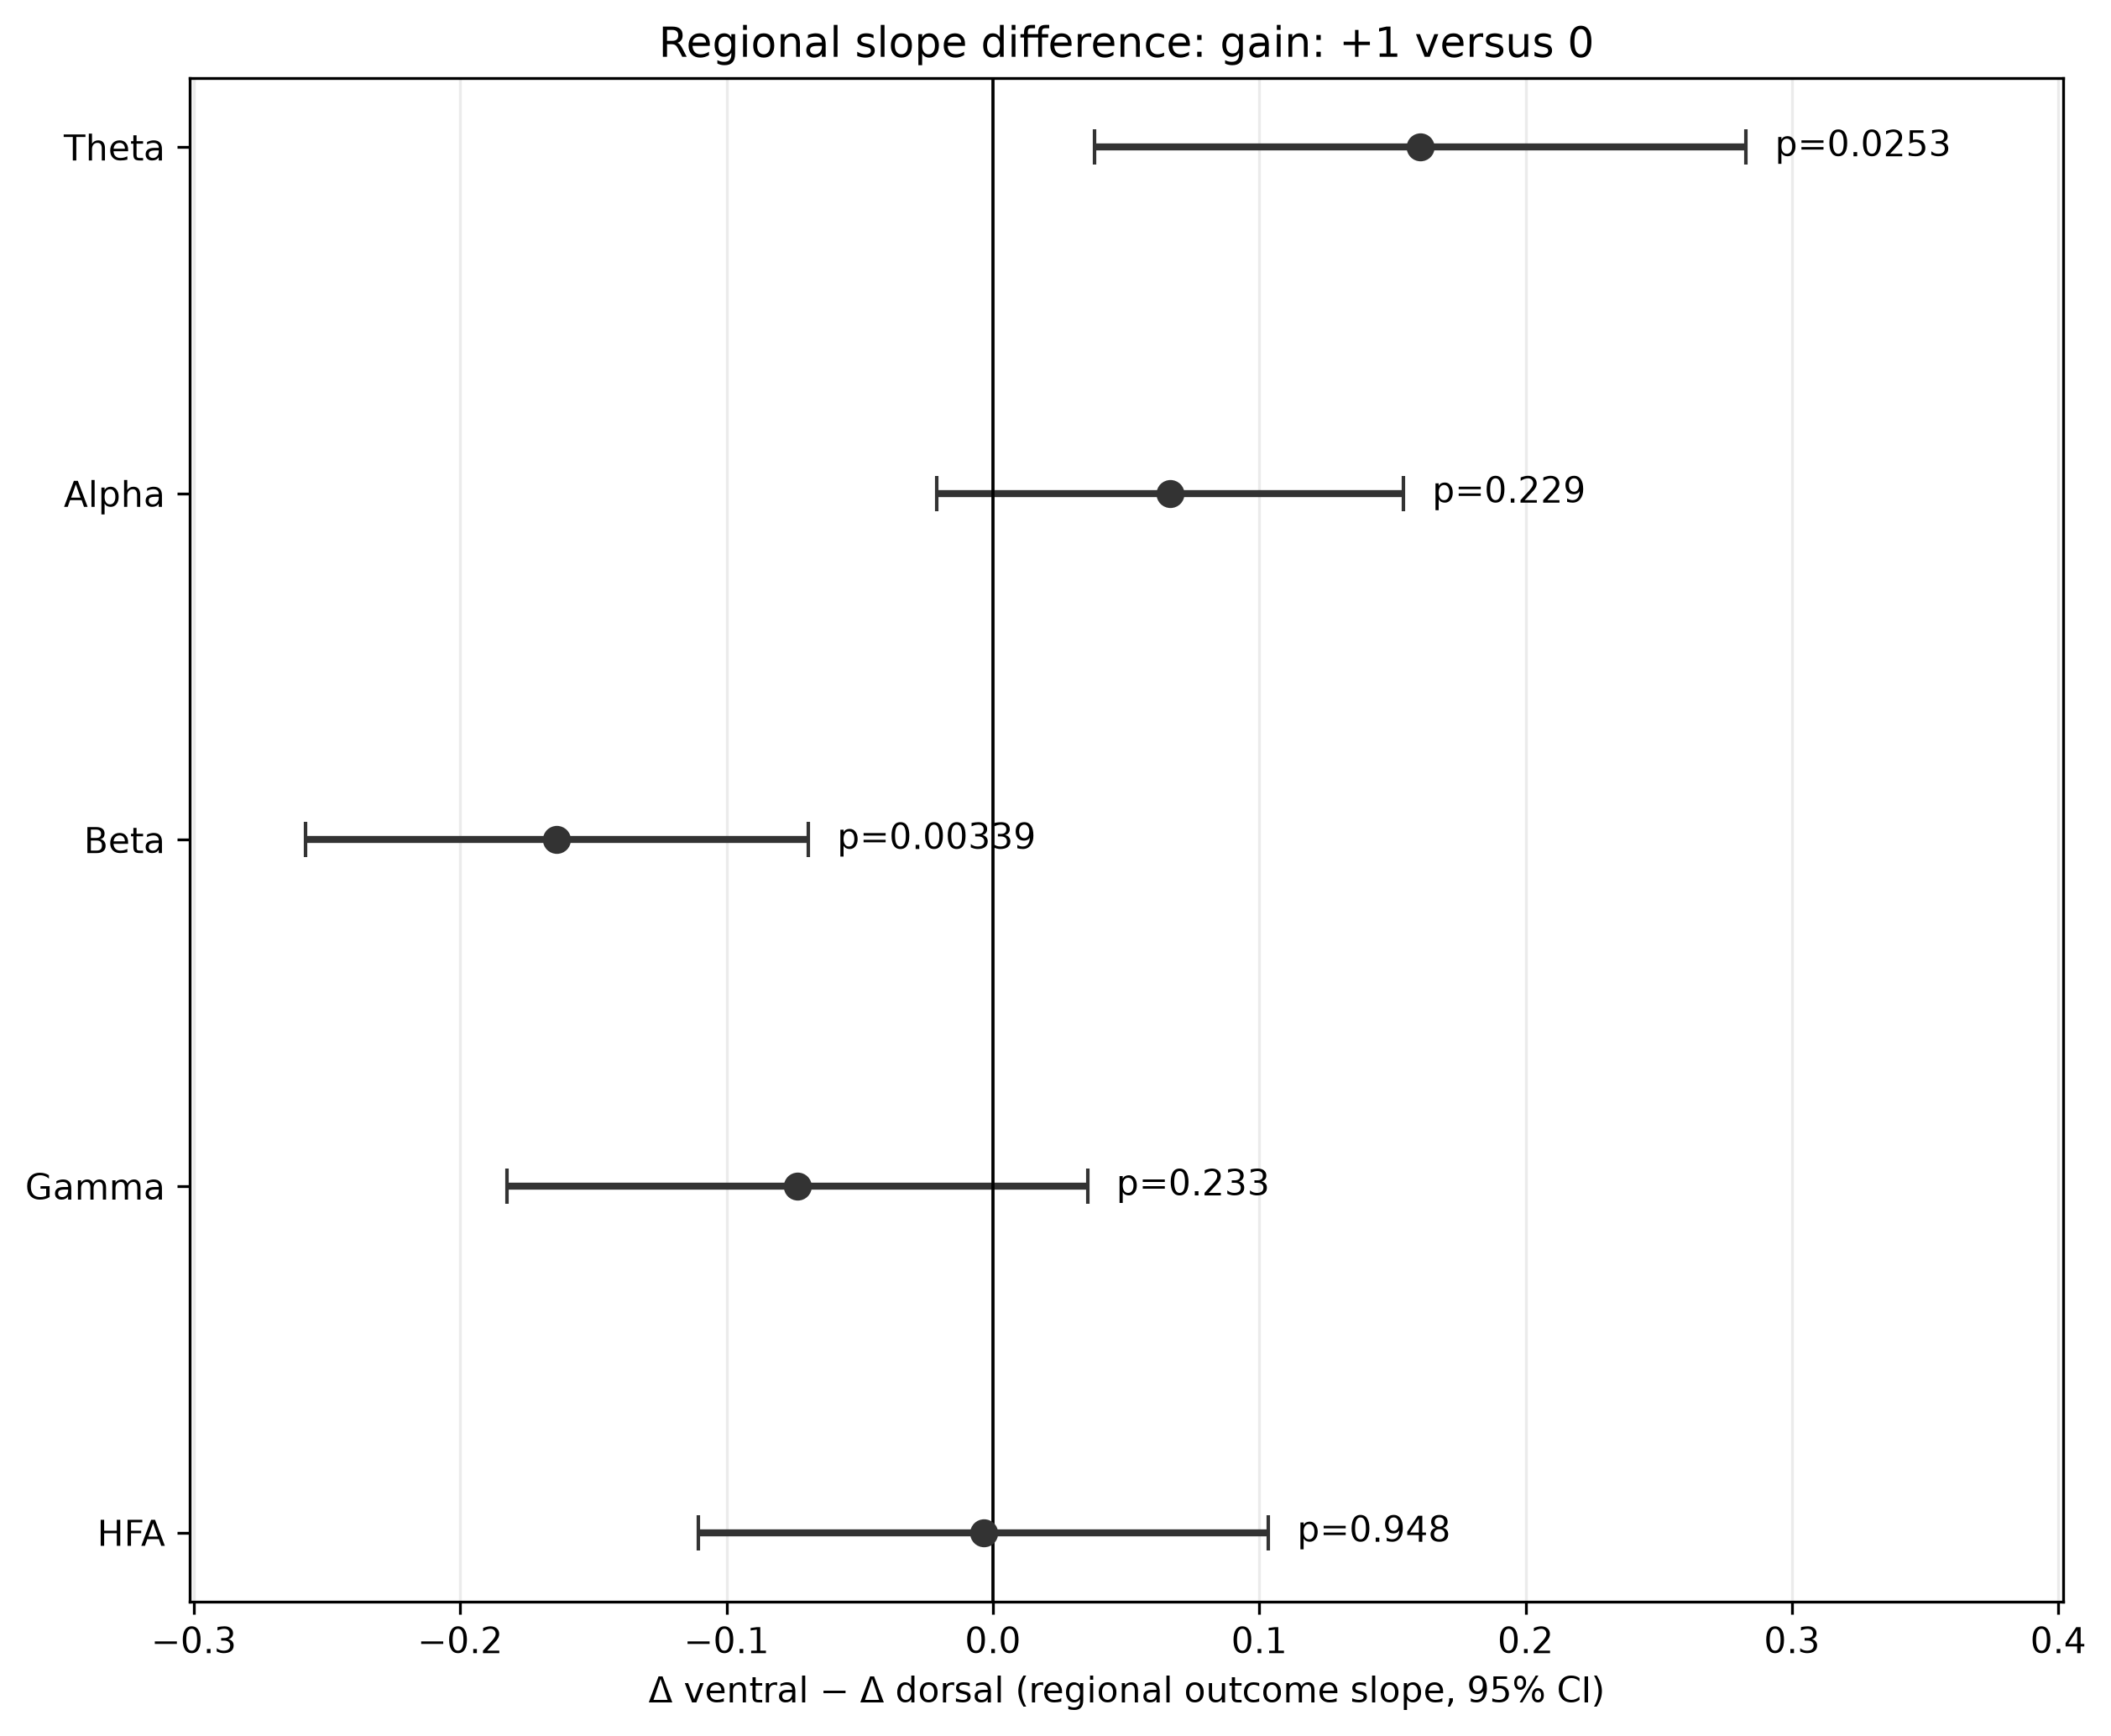 Regional slope difference: gain: +1 versus 0
Theta
p=0.0253
Alpha
p=0.229
Beta
p=0.00339
Gamma
p=0.233
HFA
p=0.948
−0.3 −0.2 −0.1 0.0 0.1 0.2 0.3 0.4
Δ ventral − Δ dorsal (regional outcome slope, 95% CI)